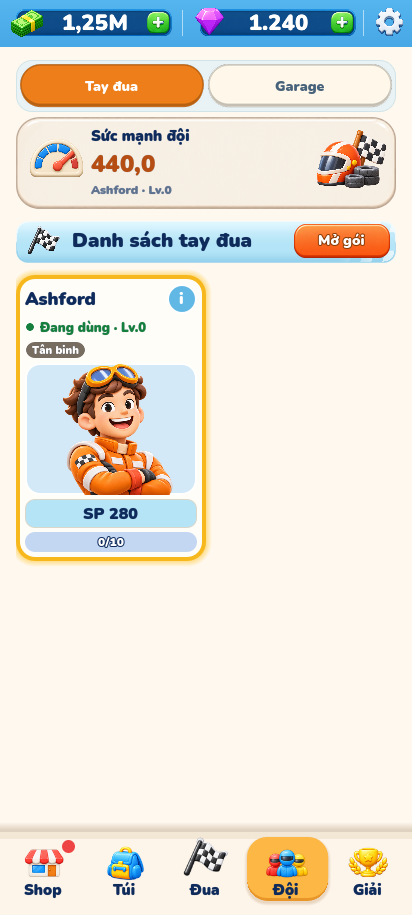 1,25M
1.240
Tay đua
Garage
Sức mạnh đội
440,0
Ashford · Lv.0
Danh sách tay đua
Mở gói
Ashford
i
Đang dùng · Lv.0
Tân binh
SP 280
0/10
Shop
Túi
Đua
Đội
Giải